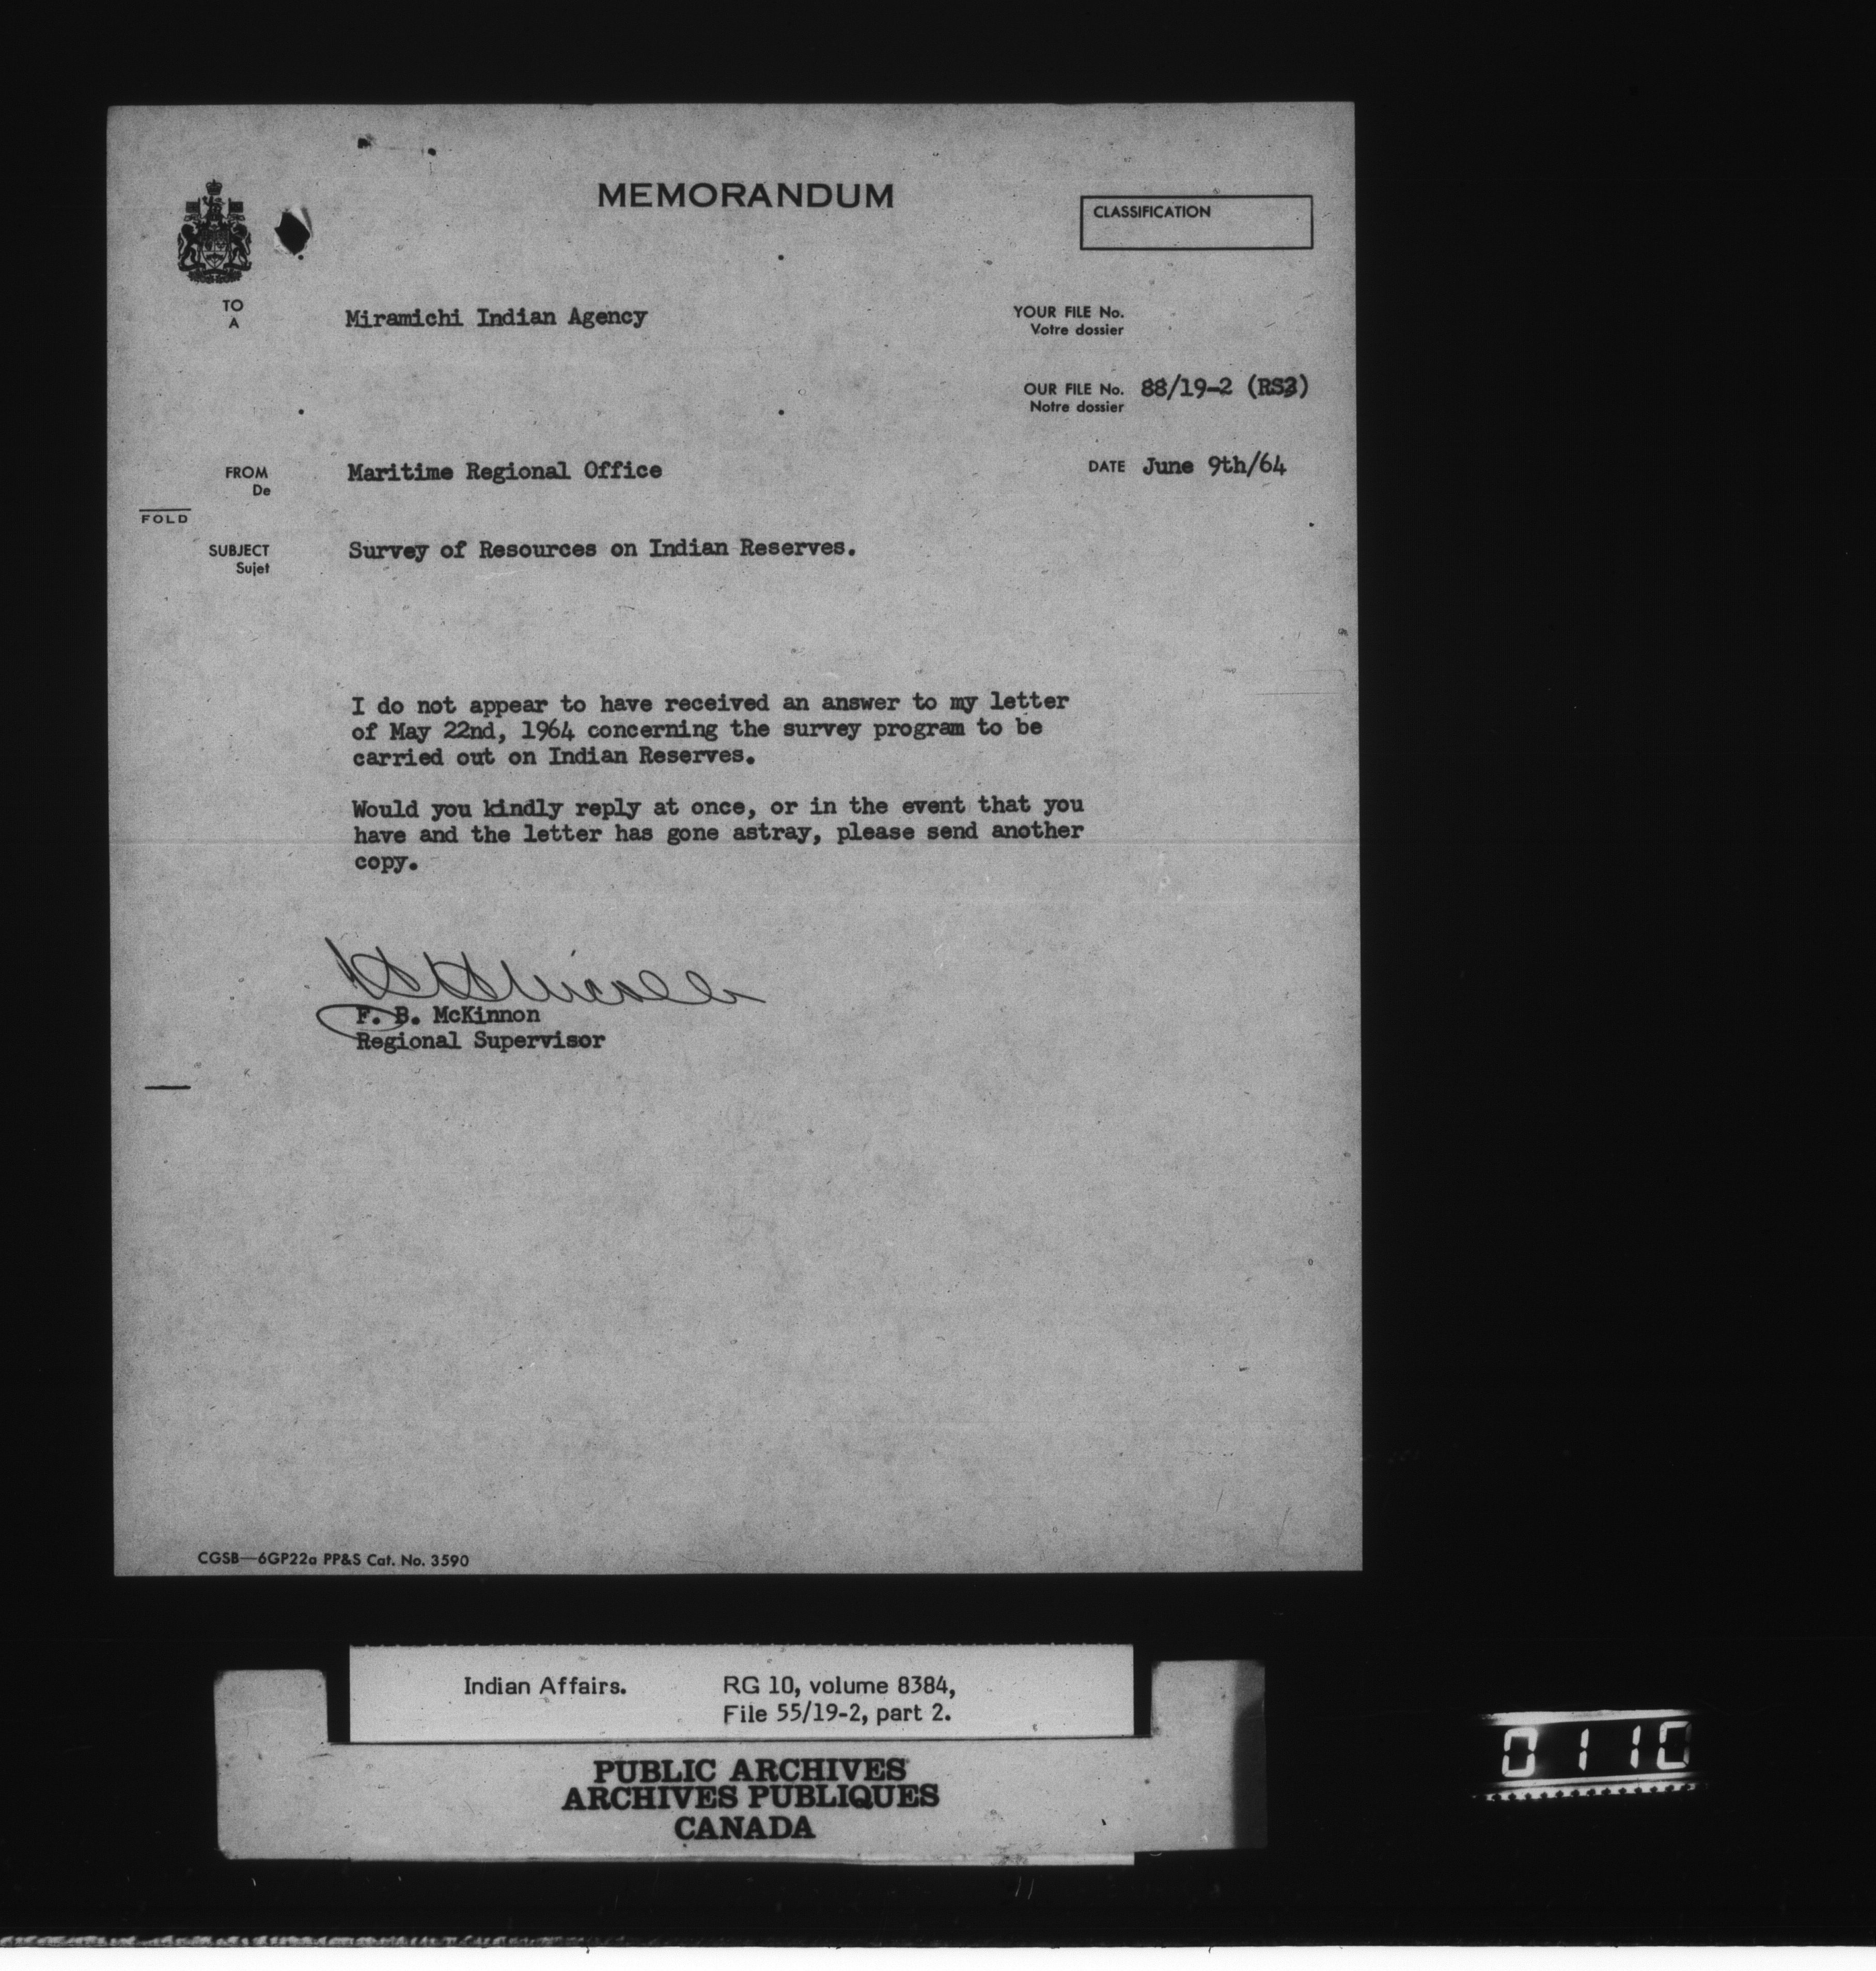 MEMORANDUM
CLASSIFICATION
TO
A
Miramichi Indian Agency
YOUR FILE No.
Votre dossier
OUR FILE No. 88/19-2 (RS3)
Notre dossier
FROM
De
Maritime Regional Office
DATE June 9th/64
FOLD
SUBJECT
Sujet
Survey of Resources on Indian Reserves.
I do not appear to have received an answer to my letter
of May 22nd, 1964 concerning the survey program to be
carried out on Indian Reserves.
Would you kindly reply at once, or in the event that you
have and the letter has gone astray, please send another
copy.
F. B. McKinnon
Regional Supervisor
CGSB—6GP22a PP&S Cat. No. 3590
Indian Affairs. RG 10, volume 8384,
File 55/19-2, part 2.
PUBLIC ARCHIVES
ARCHIVES PUBLIQUES
CANADA
0110